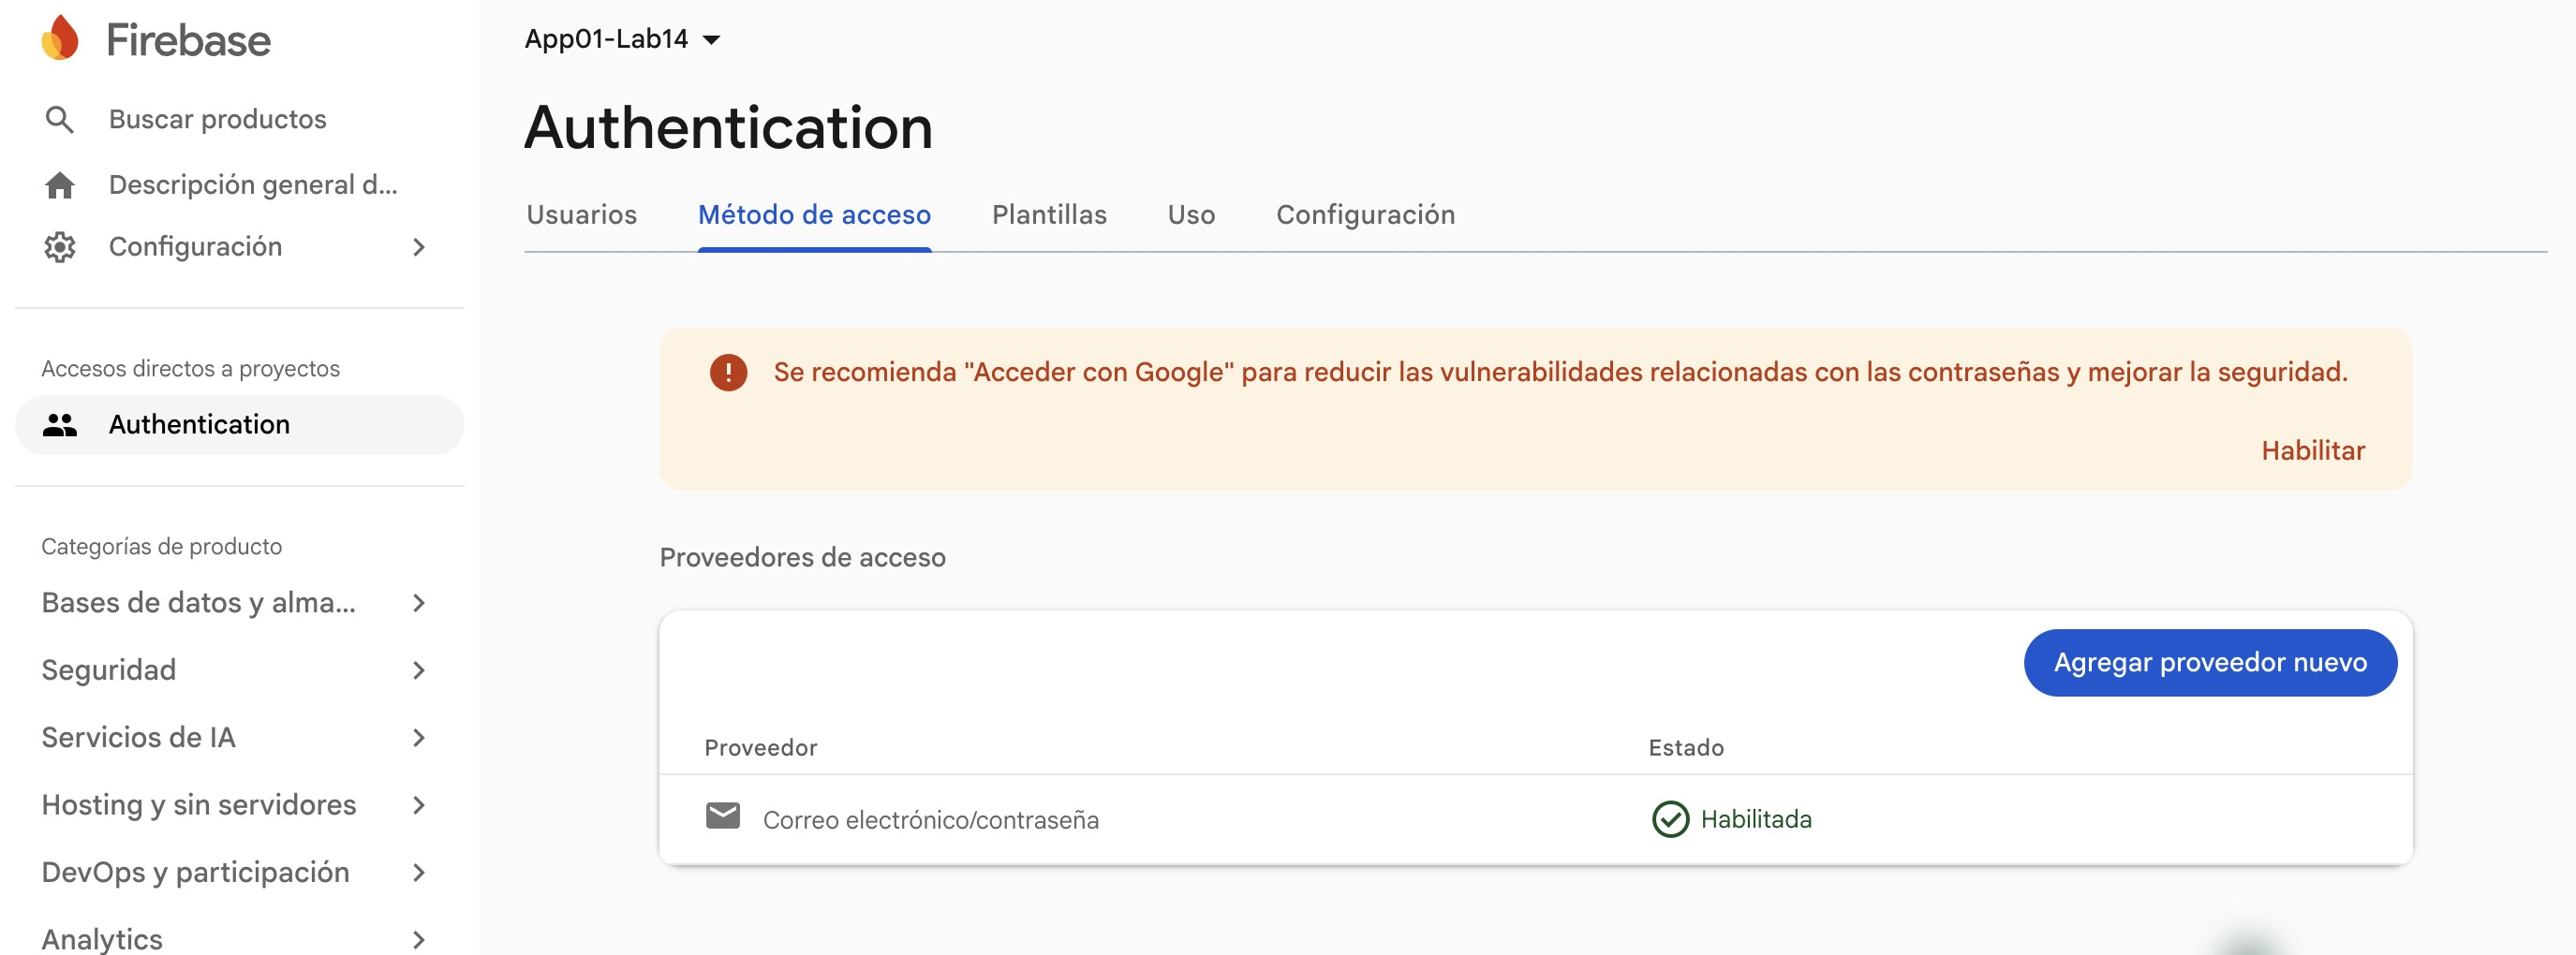 Firebase
Buscar productos
Descripción general d...
Configuración
Accesos directos a proyectos
Authentication
Categorías de producto
Bases de datos y alma...
Seguridad
Servicios de IA
Hosting y sin servidores
DevOps y participación
Analytics
App01-Lab14
Authentication
Usuarios Método de acceso Plantillas Uso Configuración
Se recomienda "Acceder con Google" para reducir las vulnerabilidades relacionadas con las contraseñas y mejorar la seguridad.
Habilitar
Proveedores de acceso
Agregar proveedor nuevo
Proveedor Estado
Correo electrónico/contraseña Habilitada